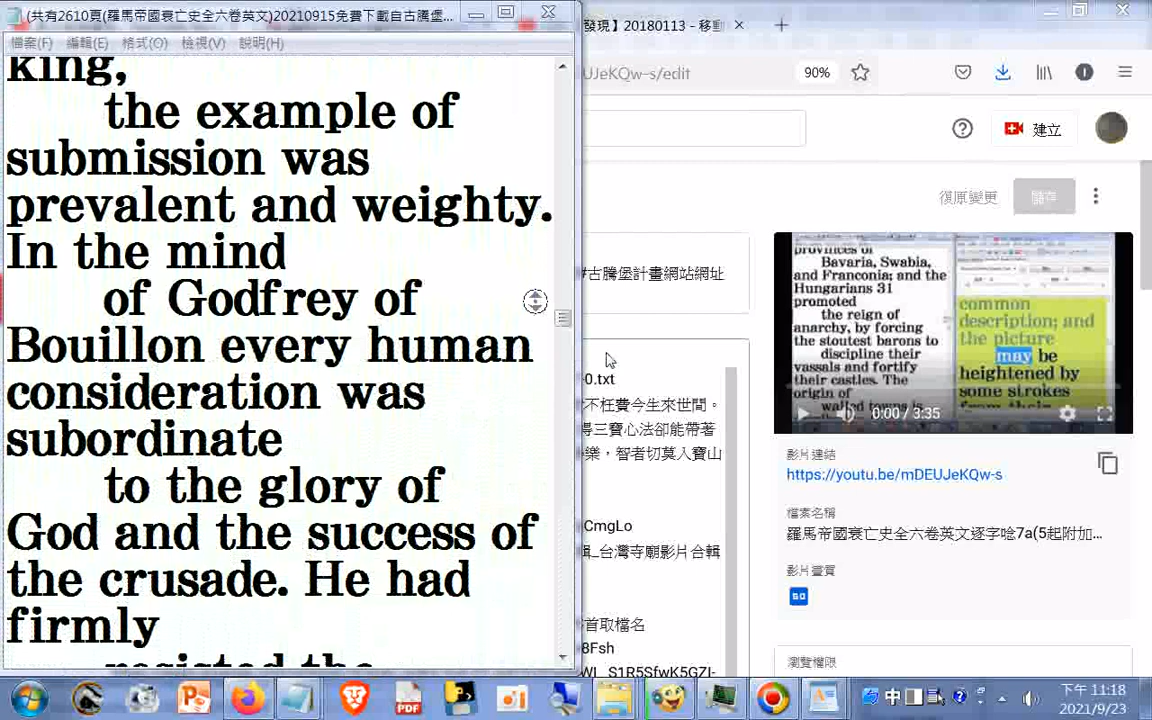 (共有2610頁(羅馬帝國衰亡史全六卷英文)20210915免費下載自古騰堡...
檔案(F) 編輯(E) 格式(O) 檢視(V) 說明(H)
king,
the example of
submission was
prevalent and weighty.
In the mind
of Godfrey of
Bouillon every human
consideration was
subordinate
to the glory of
God and the success of
the crusade. He had
firmly
resisted the
發現】20180113 - 移動
UJeKQw-s/edit
90%
建立
復原變更
儲存
#古騰堡計畫網站網址
-0.txt
不枉費今生來世間。
得三寶心法卻能帶著
樂，智者切莫入寶山
CmgLo
輯_台灣寺廟影片合輯
首取檔名
8Fsh
WI_S1R5SfwK5GZI-
provinces of
Bavaria, Swabia,
and Franconia; and the
Hungarians 31
promoted
the reign of
anarchy, by forcing
the stoutest barons to
discipline their
vassals and fortify
their castles. The
origin of
walled towns is
common
description; and
the picture
may be
heightened by
some strokes
from their
0:00 / 3:35
影片連結
https://youtu.be/mDEUJeKQw-s
檔案名稱
羅馬帝國衰亡史全六卷英文逐字唸7a(5起附加...
影片畫質
SD
瀏覽權限
PDF
中
下午 11:18
2021/9/23